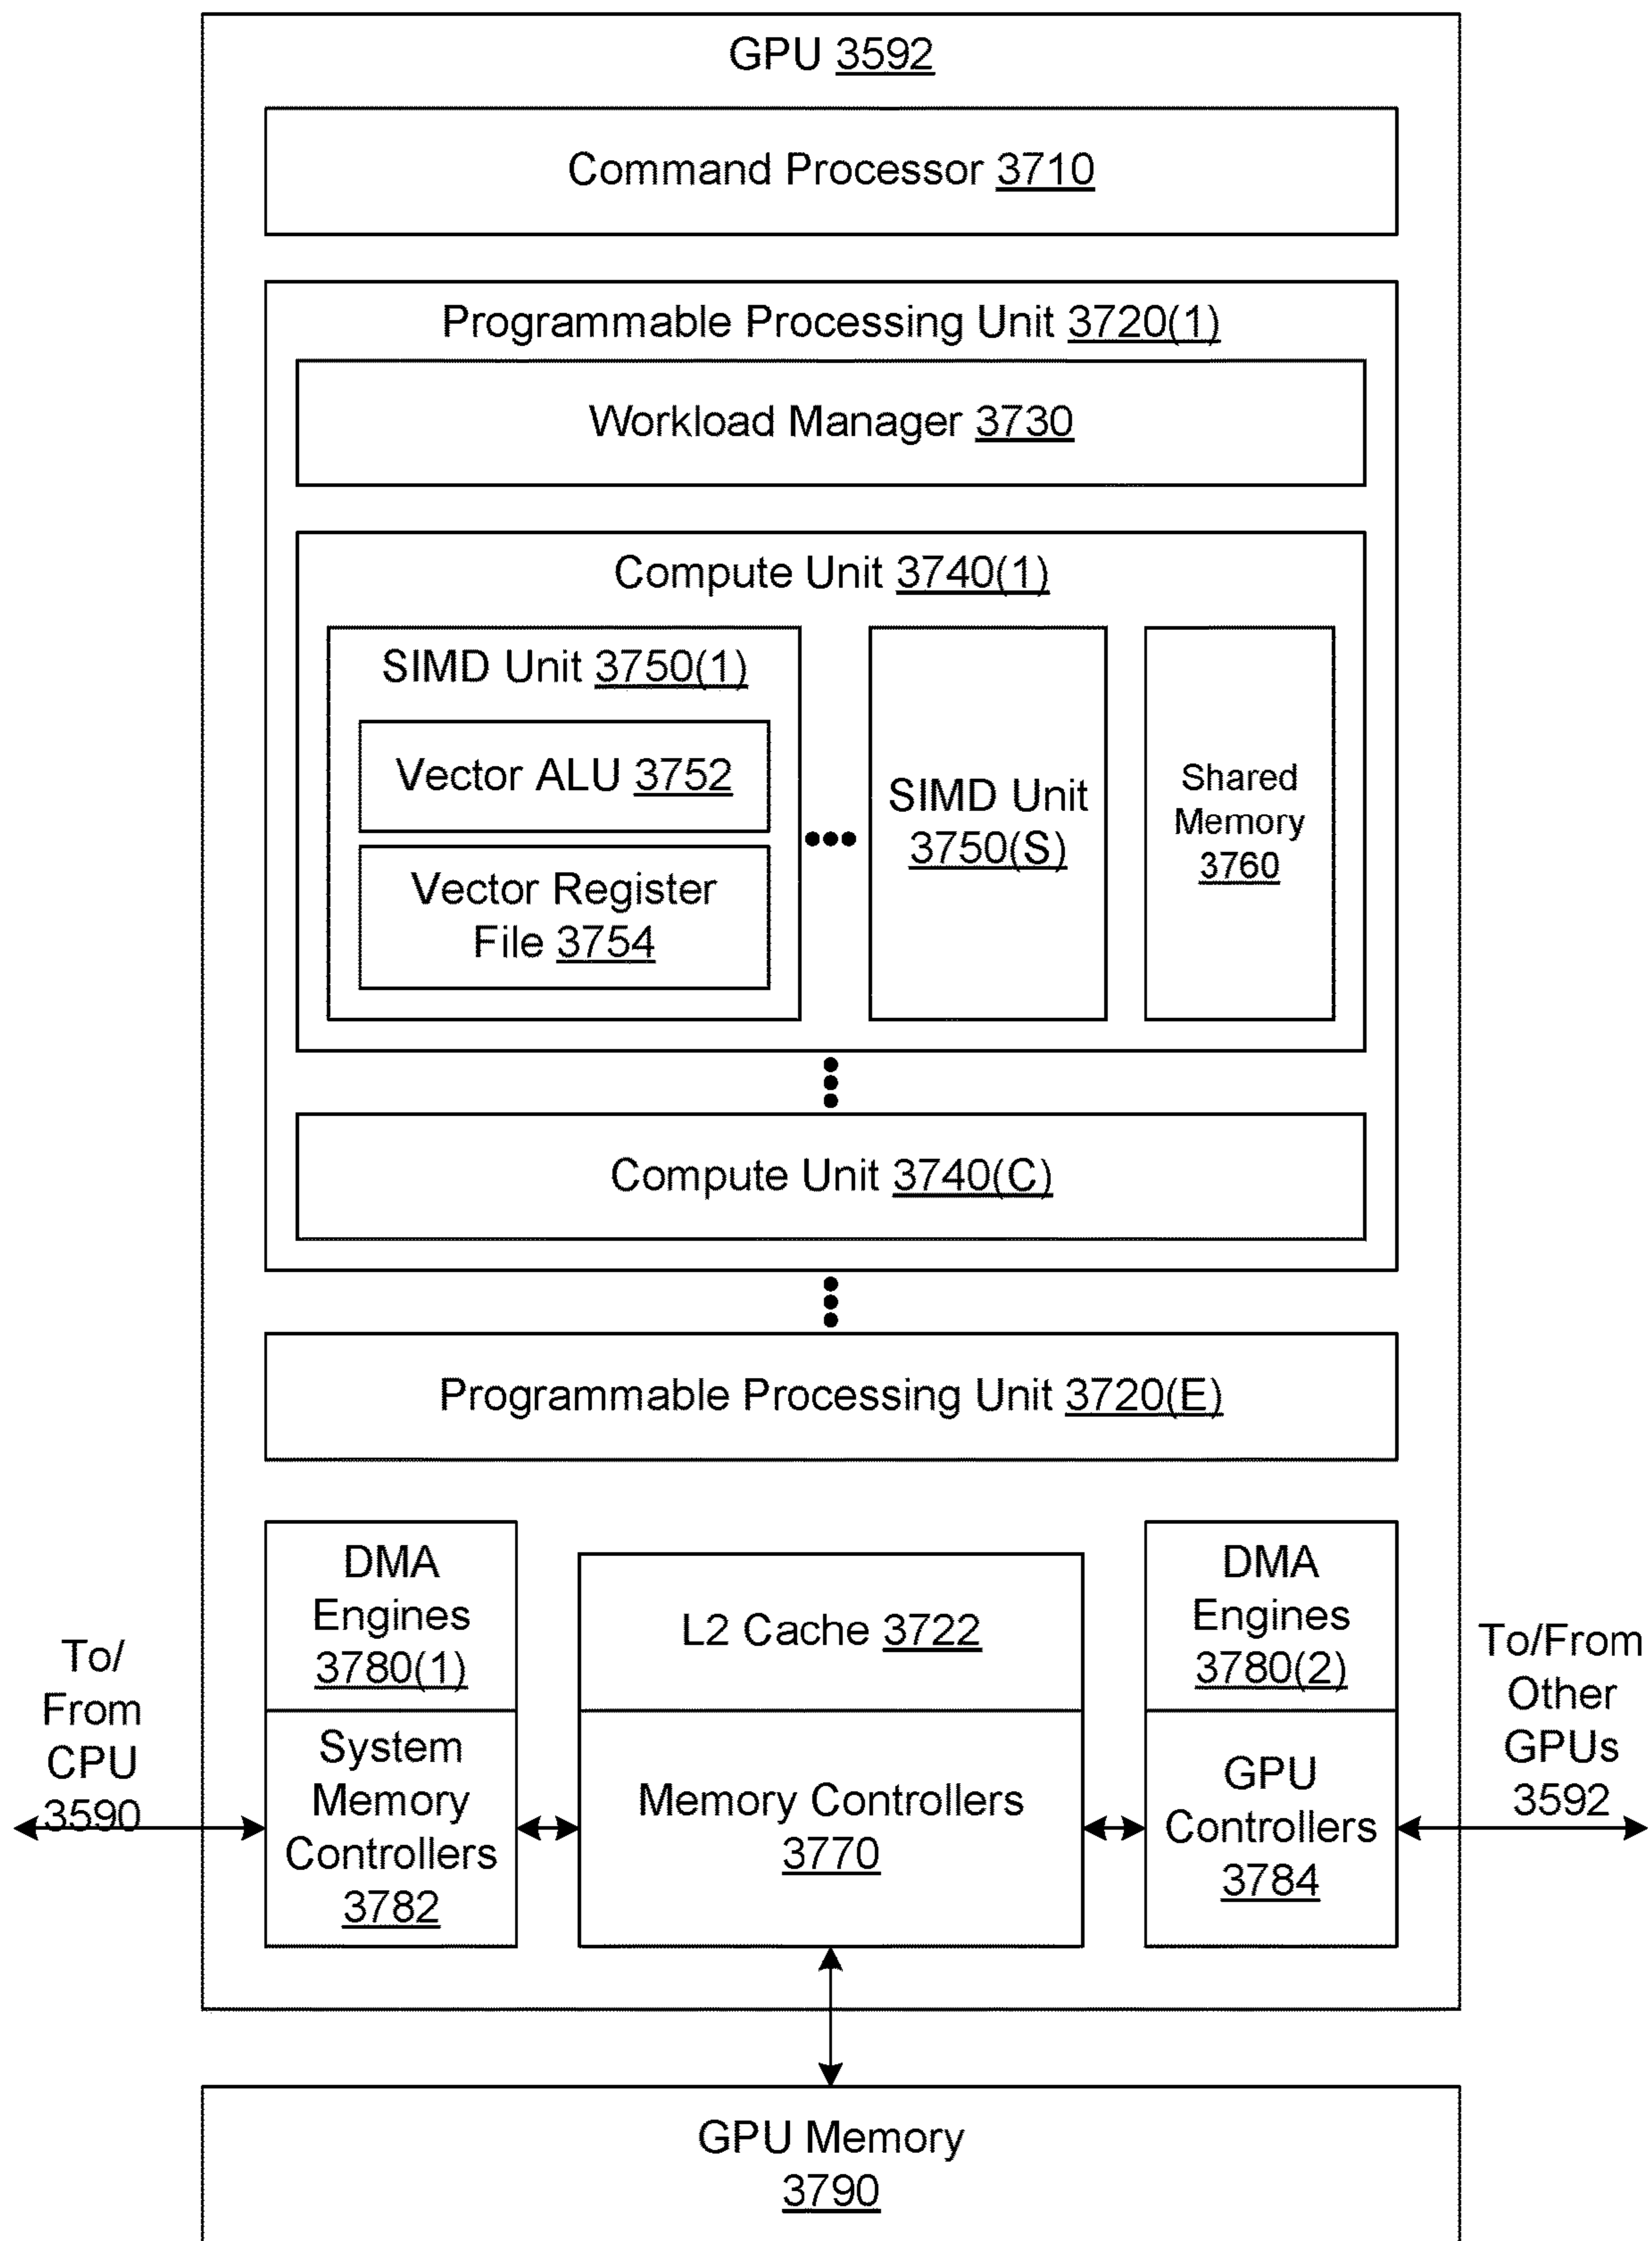 GPU 3592
Command Processor 3710
Programmable Processing Unit 3720(1)
Workload Manager 3730
Compute Unit 3740(1)
SIMD Unit 3750(1)
Vector ALU 3752
Vector Register
File 3754
SIMD Unit
3750(S)
Shared
Memory
3760
Compute Unit 3740(C)
Programmable Processing Unit 3720(E)
To/
From
CPU
3590
DMA
Engines
3780(1)
System
Memory
Controllers
3782
L2 Cache 3722
Memory Controllers
3770
DMA
Engines
3780(2)
GPU
Controllers
3784
To/From
Other
GPUs
3592
GPU Memory
3790